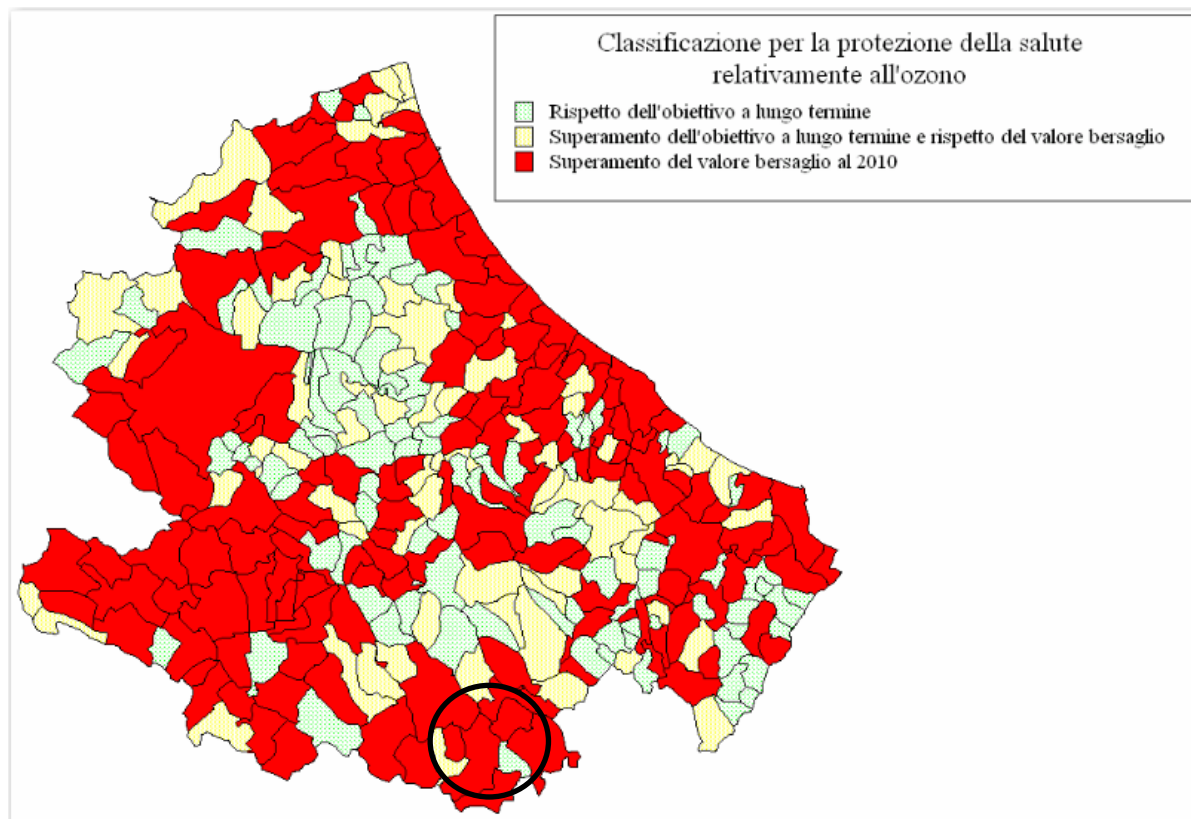 Classificazione per la protezione della salute
relativamente all'ozono
Rispetto dell'obiettivo a lungo termine
Superamento dell'obiettivo a lungo termine e rispetto del valore bersaglio
Superamento del valore bersaglio al 2010